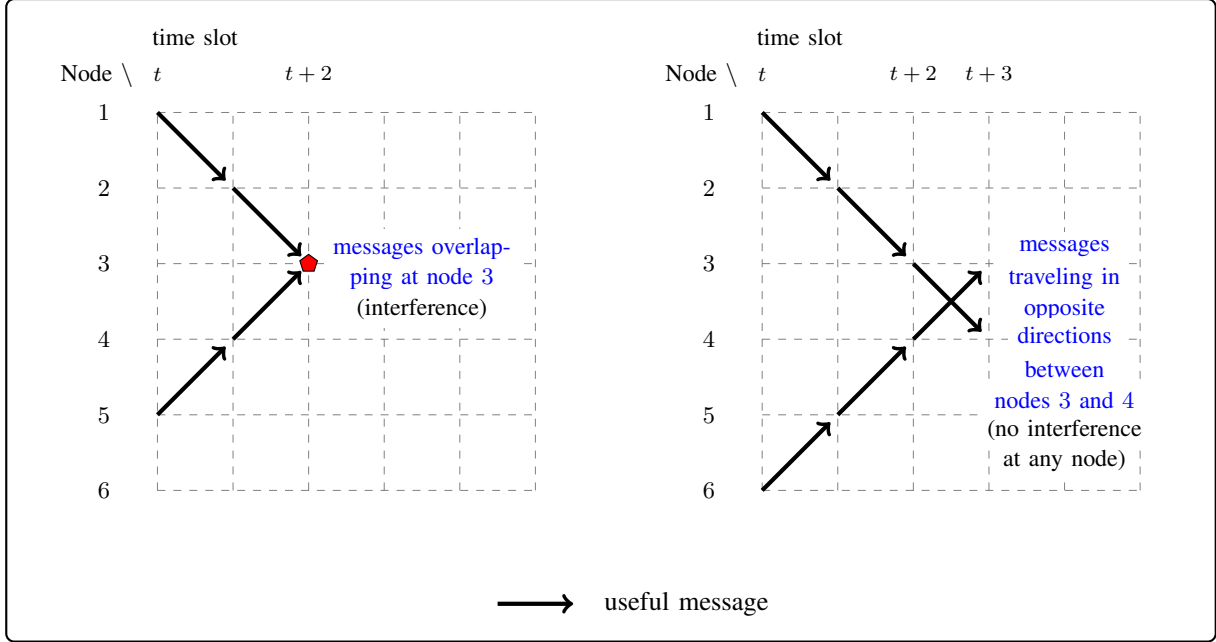 time slot
Node \ t t + 2
1
2
3
4
5
6
messages overlap-
ping at node 3
(interference)
time slot
Node \ t t + 2 t + 3
1
2
3
4
5
6
messages
traveling in
opposite
directions
between
nodes 3 and 4
(no interference
at any node)
useful message